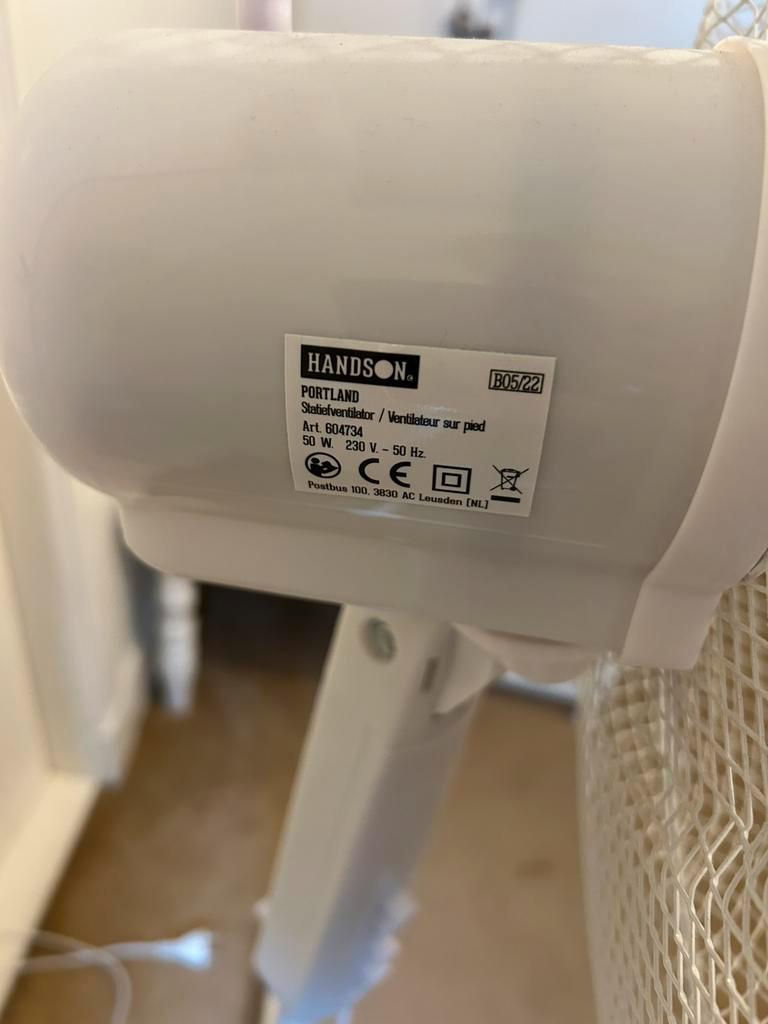 HANDSON
B05/22
PORTLAND
Statiefventilator / Ventilateur sur pied
Art. 604734
50 W. 230 V. ~ 50 Hz.
CE
Postbus 100, 3830 AC Leusden [NL]